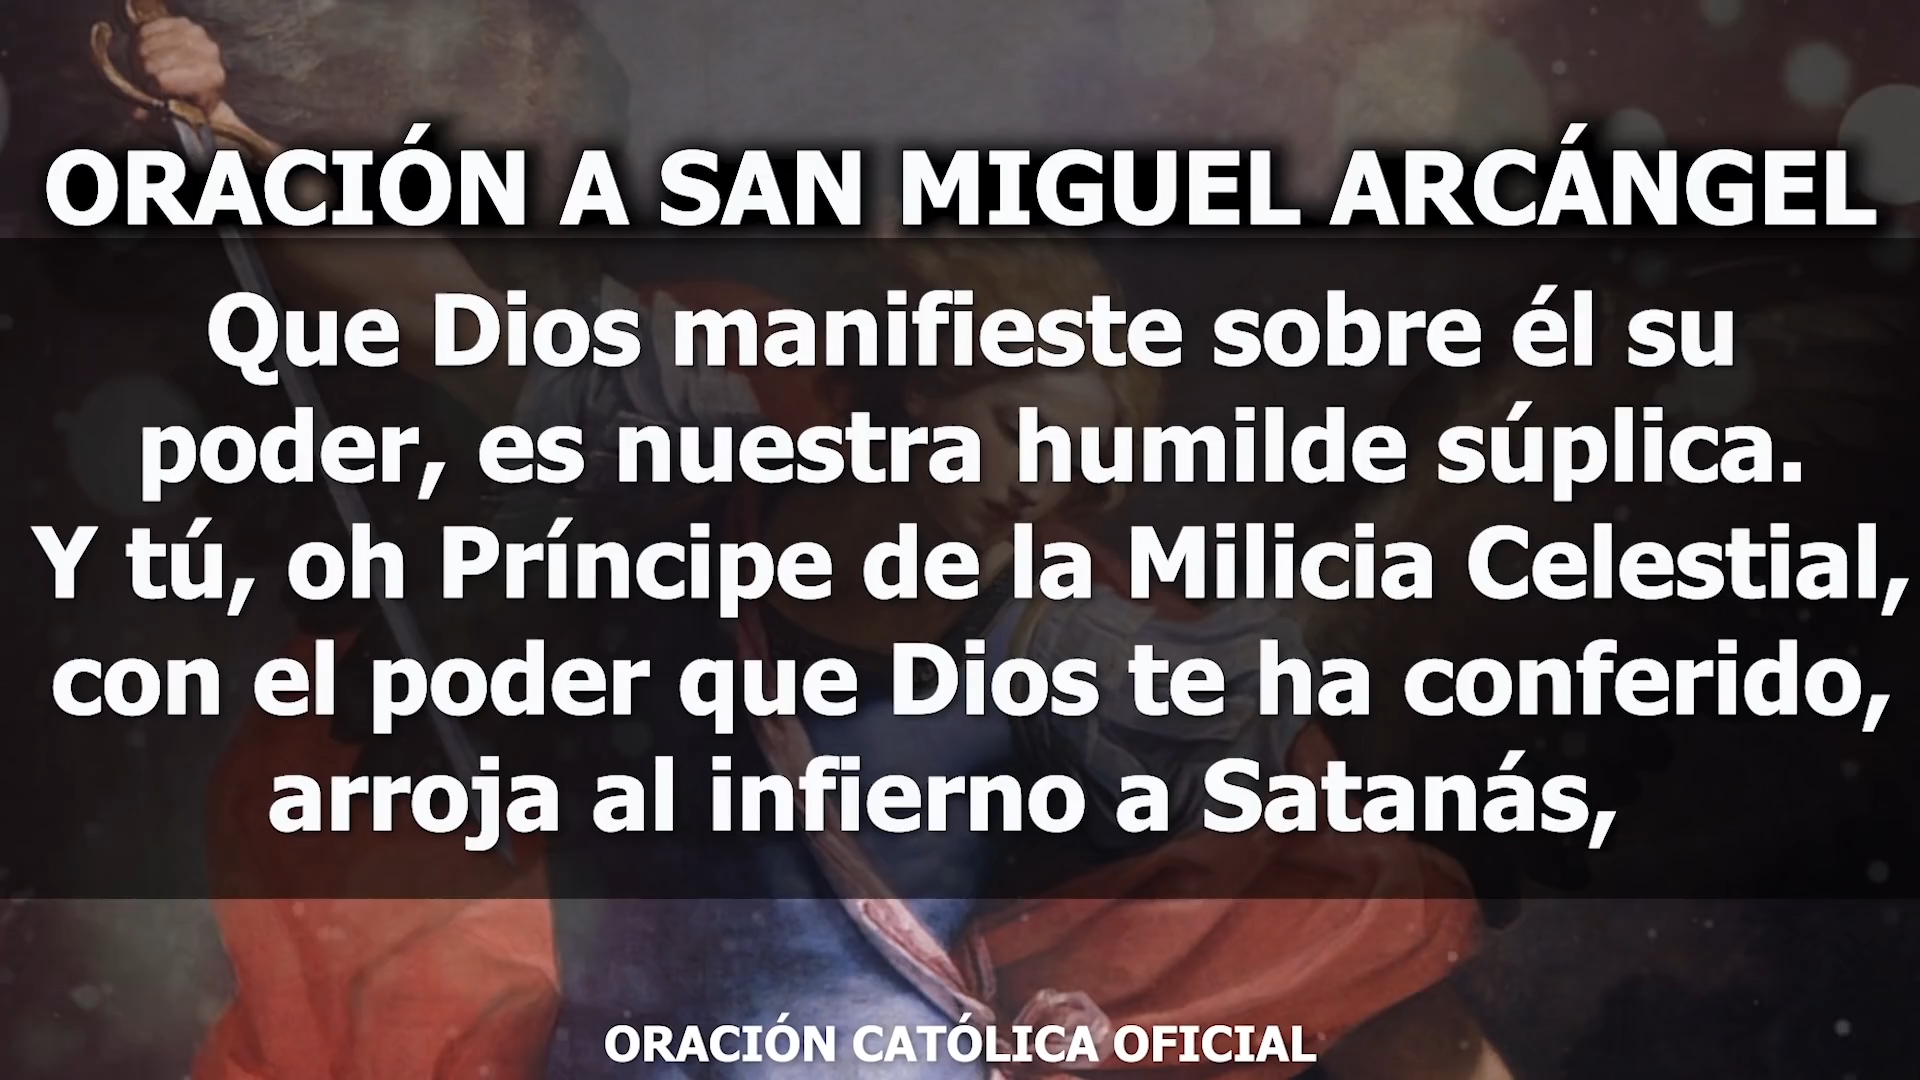 ORACIÓN A SAN MIGUEL ARCÁNGEL
Que Dios manifieste sobre él su
poder, es nuestra humilde súplica.
Y tú, oh Príncipe de la Milicia Celestial,
con el poder que Dios te ha conferido,
arroja al infierno a Satanás,
ORACIÓN CATÓLICA OFICIAL